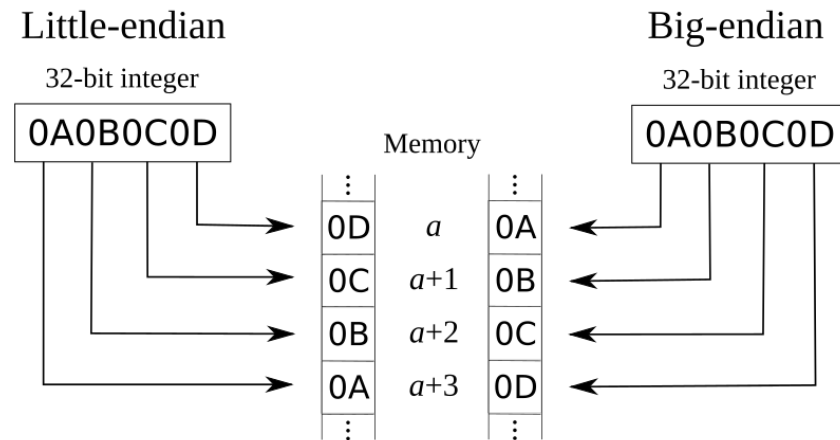 Little-endian
Big-endian
32-bit integer
32-bit integer
0A0B0C0D
0A0B0C0D
Memory
⋮ ⋮
0D a 0A
0C a+1 0B
0B a+2 0C
0A a+3 0D
⋮ ⋮